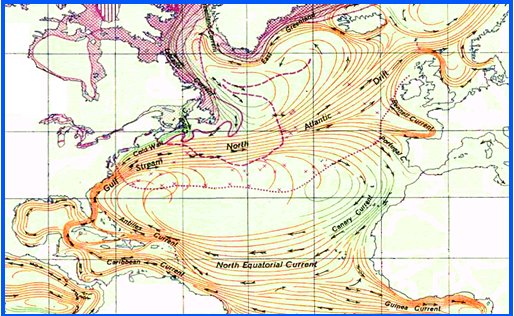 East Greenland
Drift
Atlantic
North
Cold Wall
Gulf Stream
Rennes Current
Portugal C.
Canary Current
Antilles Current
Caribbean Current
North Equatorial Current
Guinea Current